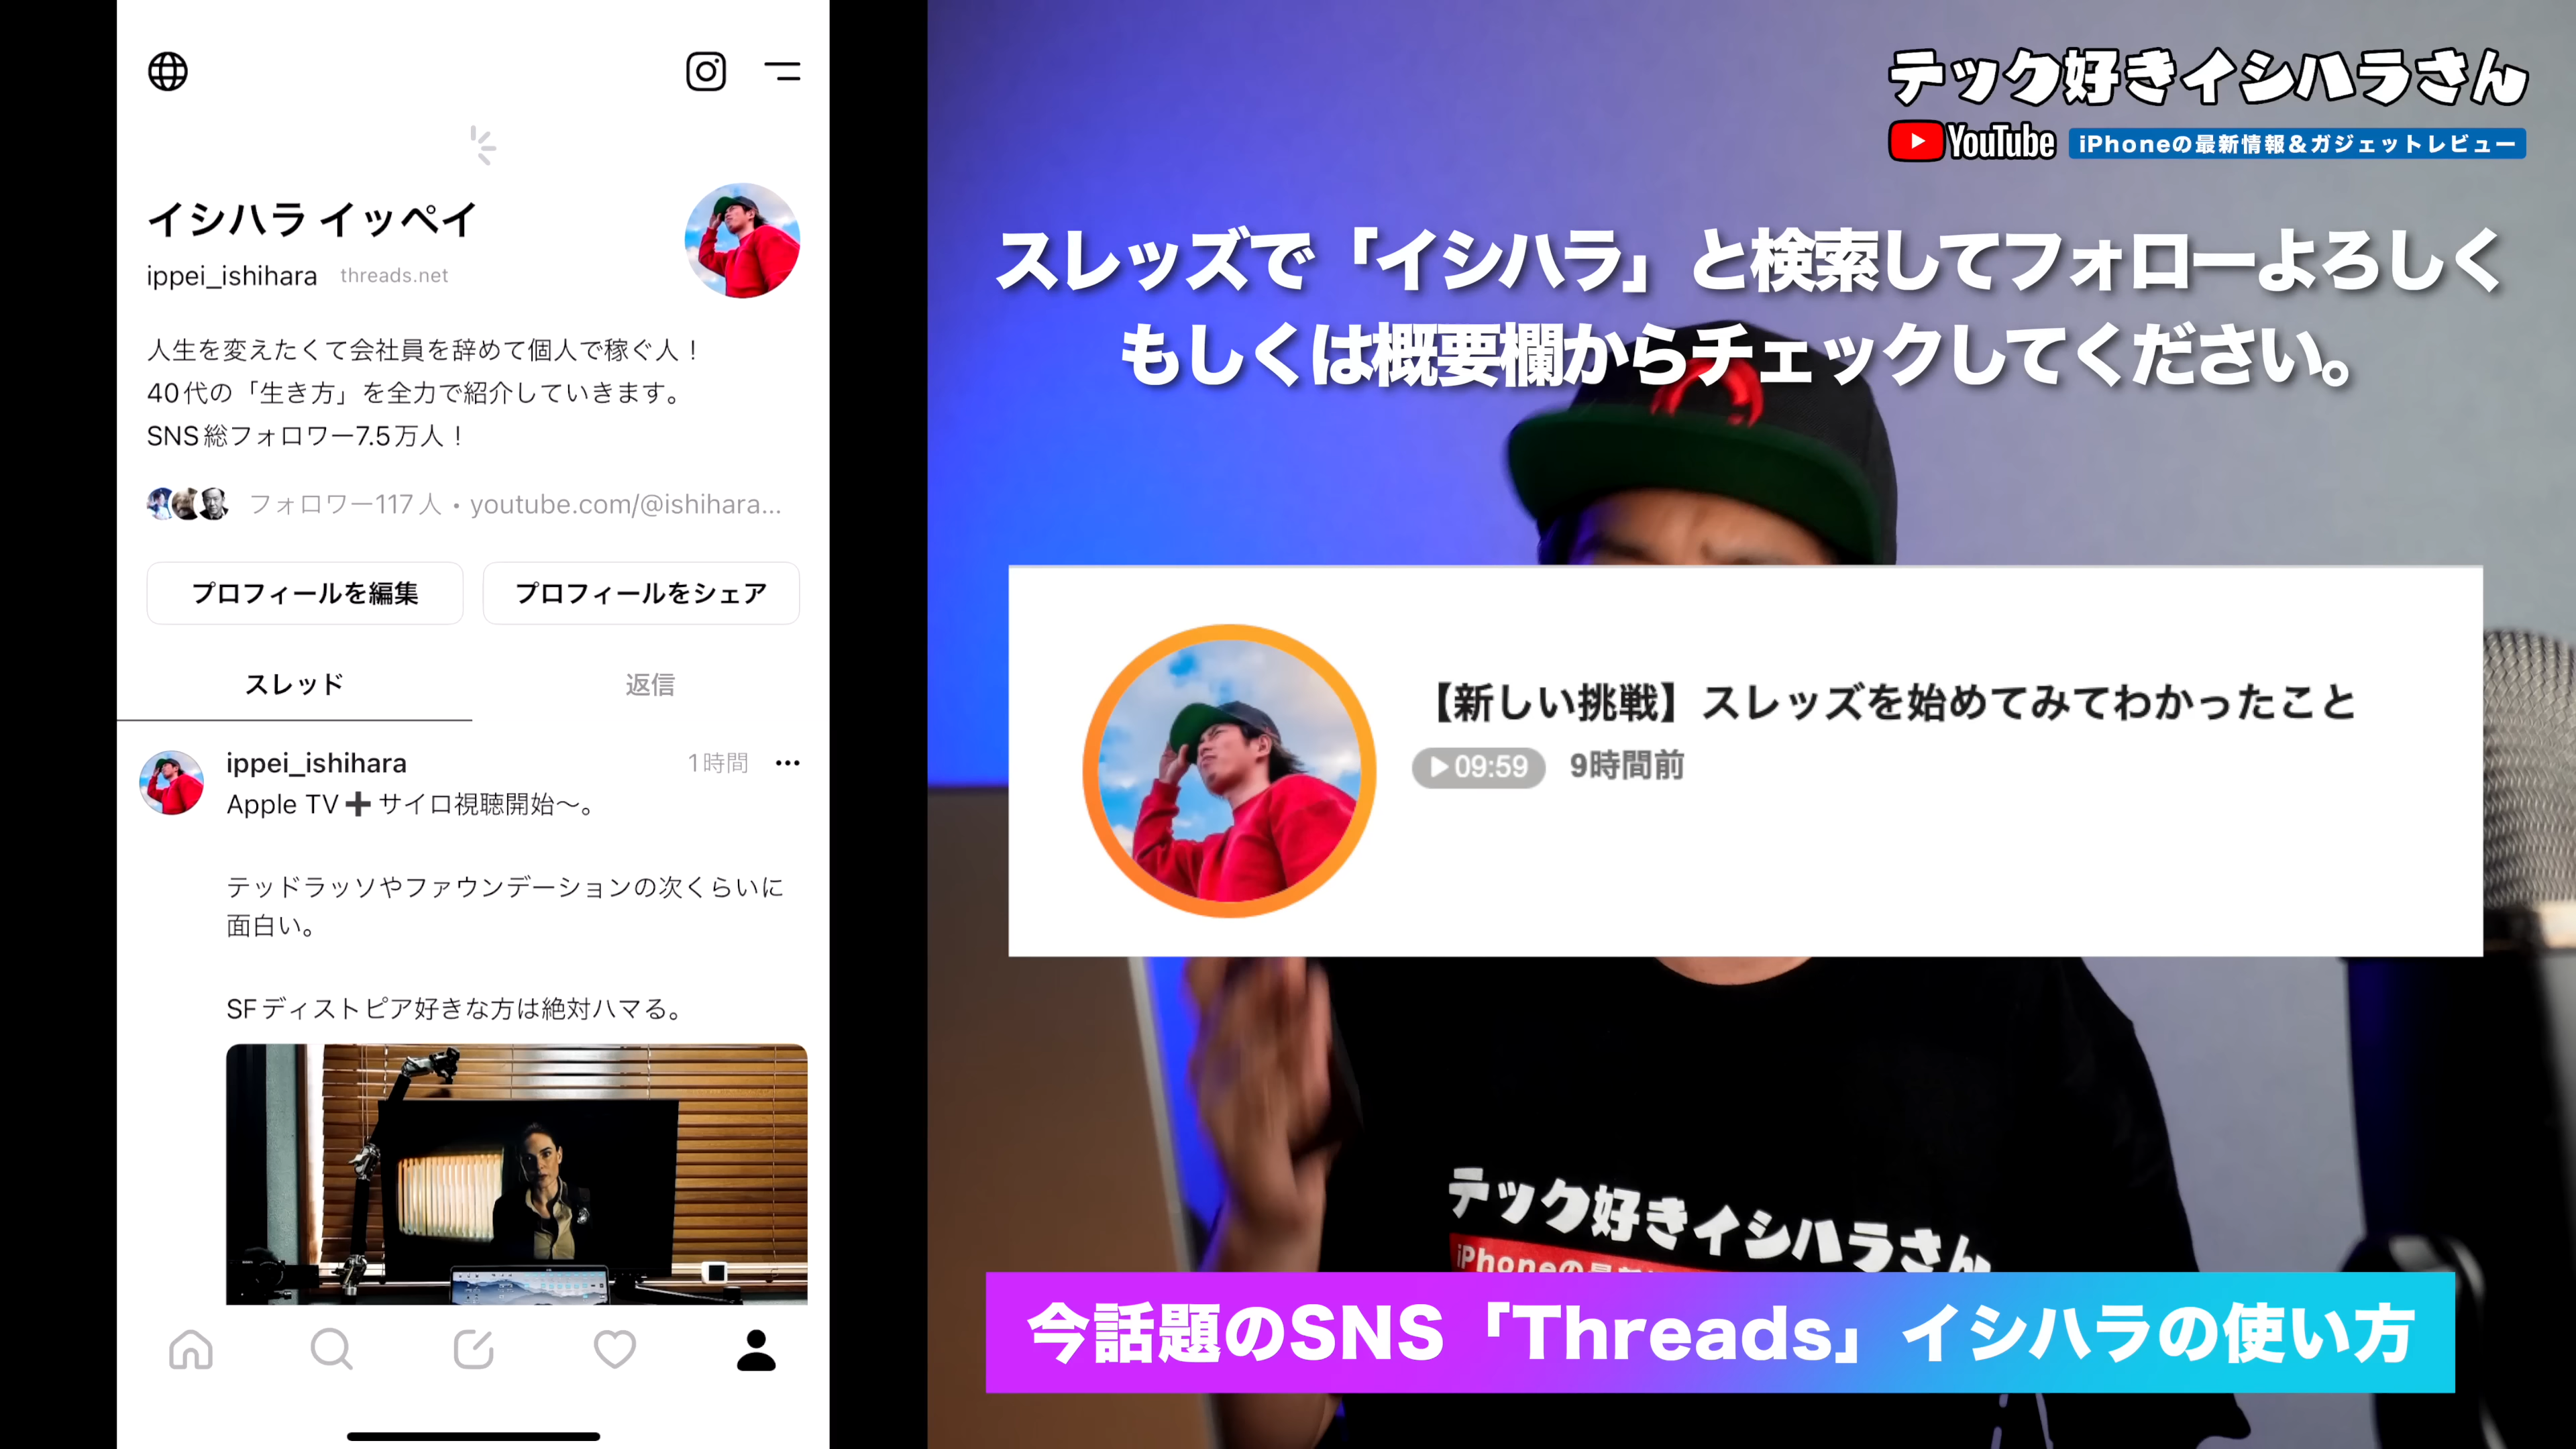 イシハラ イッペイ
ippei_ishihara threads.net
人生を変えたくて会社員を辞めて個人で稼ぐ人！
40代の「生き方」を全力で紹介していきます。
SNS総フォロワー7.5万人！
フォロワー117人 • youtube.com/@ishihara...
プロフィールを編集 プロフィールをシェア
スレッド 返信
ippei_ishihara 1時間
Apple TV➕サイロ視聴開始〜。
テッドラッソやファウンデーションの次くらいに
面白い。
SFディストピア好きな方は絶対ハマる。
テック好きイシハラさん
YouTube iPhoneの最新情報&ガジェットレビュー
スレッズで「イシハラ」と検索してフォローよろしく
もしくは概要欄からチェックしてください。
【新しい挑戦】スレッズを始めてみてわかったこと
09:59 9時間前
テック好きイシハラさん
iPhoneの最
今話題のSNS「Threads」イシハラの使い方